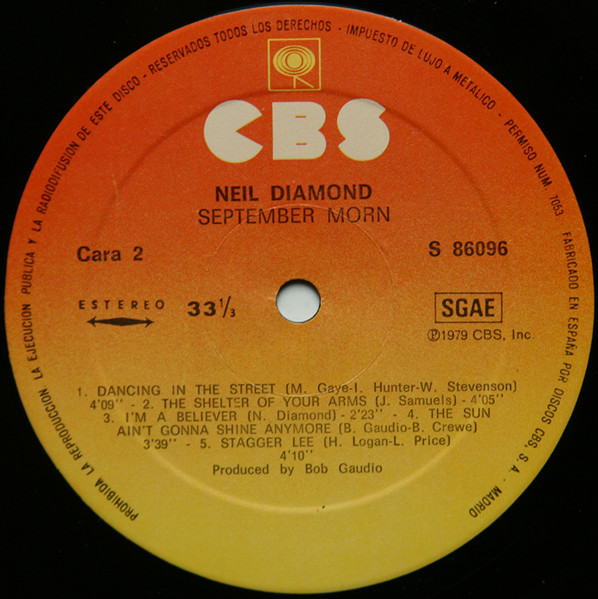 PROHIBIDA LA REPRODUCCION LA EJECUCION PUBLICA Y LA RADIODIFUSION DE ESTE DISCO - RESERVADOS TODOS LOS DERECHOS - IMPUESTO DE LUJO A METALICO - PERMISO NUM. 7053 FABRICADO EN ESPAÑA POR DISCOS CBS, S. A. - MADRID
CBS
NEIL DIAMOND
SEPTEMBER MORN
Cara 2
S 86096
ESTEREO
33 1/3
SGAE
℗1979 CBS, Inc
1. DANCING IN THE STREET (M. Gaye-I. Hunter-W. Stevenson)
4'09'' - 2. THE SHELTER OF YOUR ARMS (J. Samuels) - 4'05''
3. I'M A BELIEVER (N. Diamond) - 2'23'' - 4. THE SUN
AIN'T GONNA SHINE ANYMORE (B. Gaudio-B. Crewe)
3'39'' - 5. STAGGER LEE (H. Logan-L. Price)
4'10''
Produced by Bob Gaudio